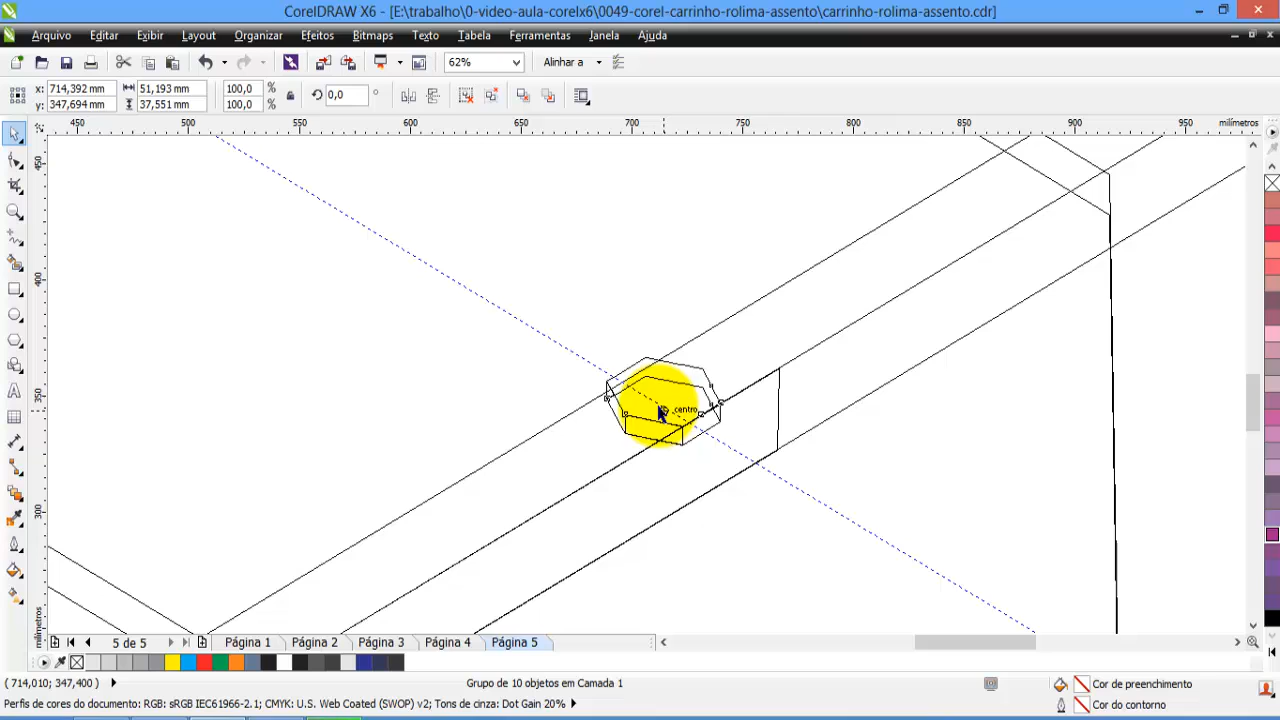 CorelDRAW X6 - [E:\trabalho\0-video-aula-corelx6\0049-corel-carrinho-rolima-assento\carrinho-rolima-assento.cdr]
Arquivo Editar Exibir Layout Organizar Efeitos Bitmaps Texto Tabela Ferramentas Janela Ajuda
62% Alinhar a
x: 714,392 mm 51,193 mm 100,0 % 0,0 °
y: 347,694 mm 37,551 mm 100,0 %
450 500 550 600 650 700 750 800 850 900 950 milímetros
450
400
350
300
milímetros
centro
5 de 5 Página 1 Página 2 Página 3 Página 4 Página 5
( 714,010; 347,400 ) Grupo de 10 objetos em Camada 1 Cor de preenchimento
Perfis de cores do documento: RGB: sRGB IEC61966-2.1; CMYK: U.S. Web Coated (SWOP) v2; Tons de cinza: Dot Gain 20% Cor do contorno